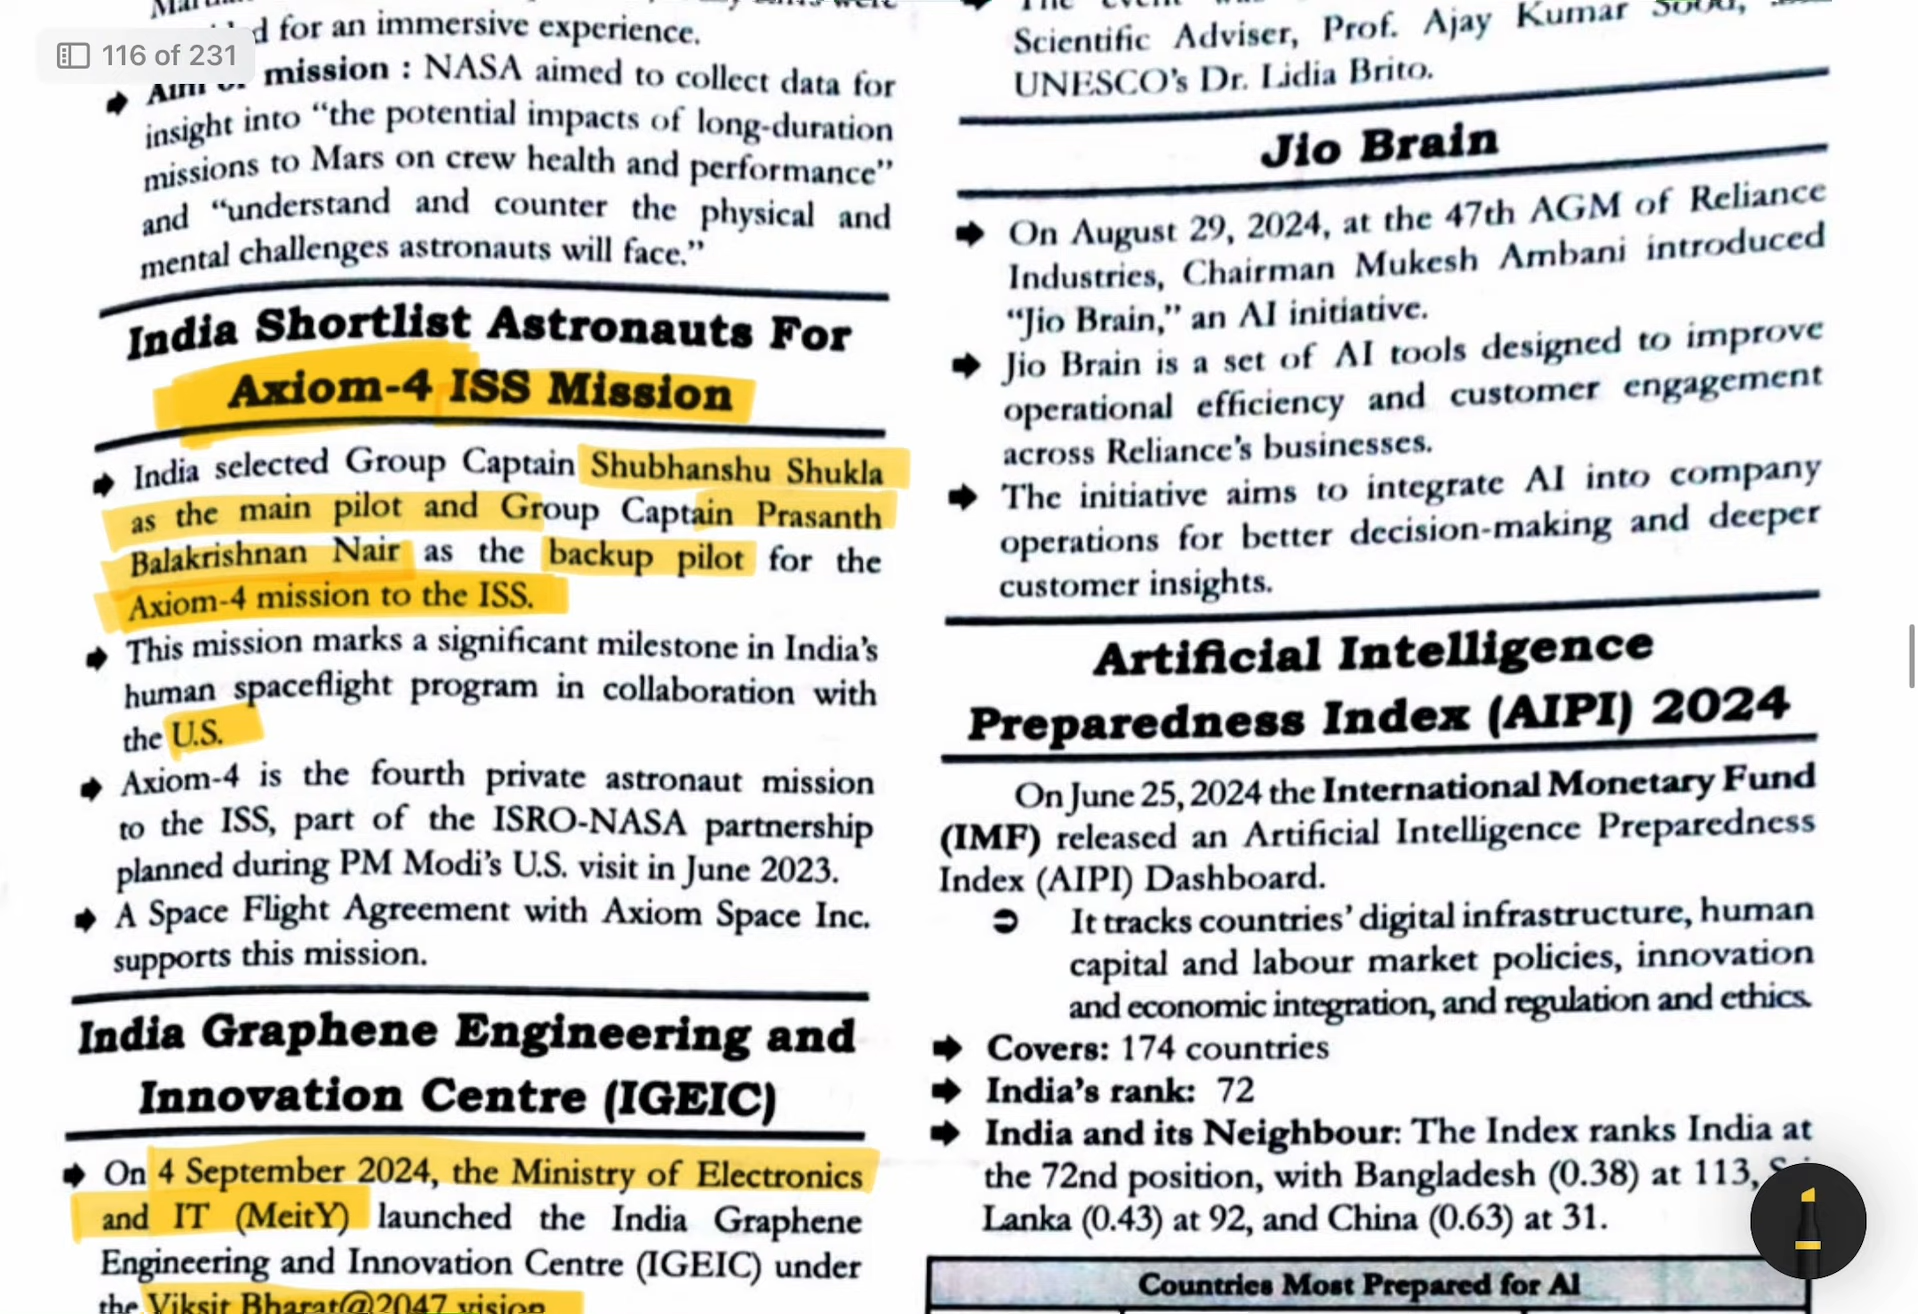 116 of 231
d for an immersive experience.
mission : NASA aimed to collect data for
insight into “the potential impacts of long-duration
missions to Mars on crew health and performance”
and “understand and counter the physical and
mental challenges astronauts will face.”
India Shortlist Astronauts For
Axiom-4 ISS Mission
India selected Group Captain Shubhanshu Shukla
as the main pilot and Group Captain Prasanth
Balakrishnan Nair as the backup pilot for the
Axiom-4 mission to the ISS.
This mission marks a significant milestone in India’s
human spaceflight program in collaboration with
the U.S.
Axiom-4 is the fourth private astronaut mission
to the ISS, part of the ISRO-NASA partnership
planned during PM Modi’s U.S. visit in June 2023.
A Space Flight Agreement with Axiom Space Inc.
supports this mission.
India Graphene Engineering and
Innovation Centre (IGEIC)
On 4 September 2024, the Ministry of Electronics
and IT (MeitY) launched the India Graphene
Engineering and Innovation Centre (IGEIC) under
the Viksit Bharat@2047 vision
Scientific Adviser, Prof. Ajay Kumar Sood,
UNESCO’s Dr. Lidia Brito.
Jio Brain
On August 29, 2024, at the 47th AGM of Reliance
Industries, Chairman Mukesh Ambani introduced
“Jio Brain,” an AI initiative.
Jio Brain is a set of AI tools designed to improve
operational efficiency and customer engagement
across Reliance’s businesses.
The initiative aims to integrate AI into company
operations for better decision-making and deeper
customer insights.
Artificial Intelligence
Preparedness Index (AIPI) 2024
On June 25, 2024 the International Monetary Fund
(IMF) released an Artificial Intelligence Preparedness
Index (AIPI) Dashboard.
It tracks countries’ digital infrastructure, human
capital and labour market policies, innovation
and economic integration, and regulation and ethics.
Covers: 174 countries
India’s rank: 72
India and its Neighbour: The Index ranks India at
the 72nd position, with Bangladesh (0.38) at 113,
Lanka (0.43) at 92, and China (0.63) at 31.
Countries Most Prepared for AI